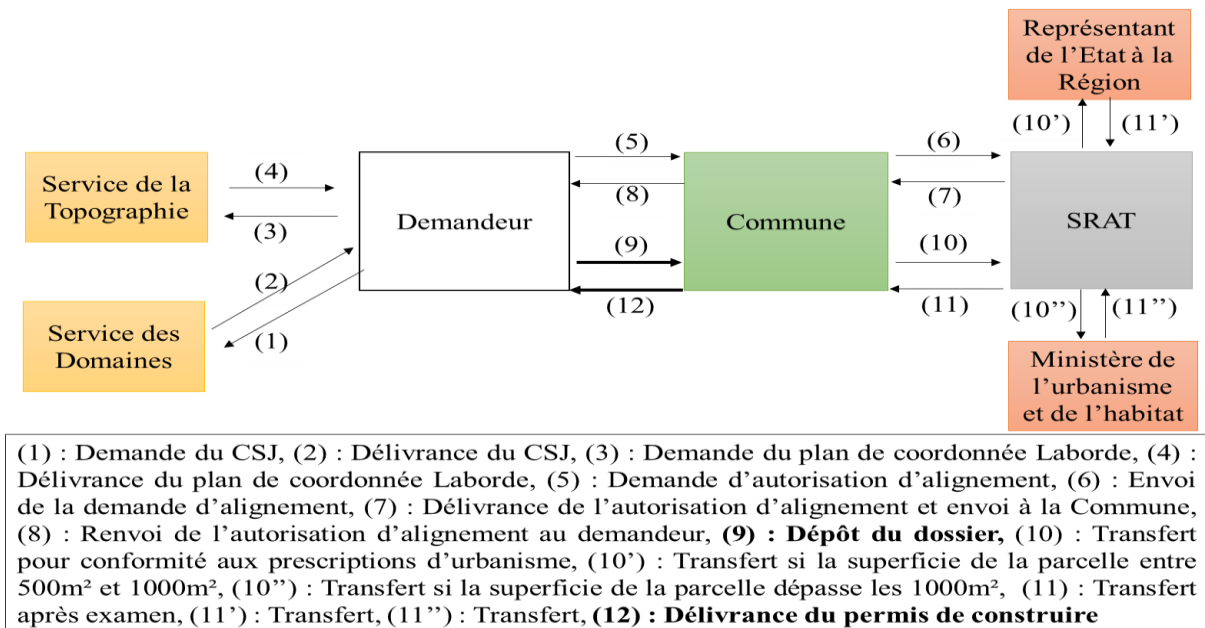 Représentant
de l'Etat à la
Région
(10') (11')
(5) (6)
Service de la
Topographie
(4)
(3)
(8) (7)
Demandeur
Commune
SRAT
(9) (10)
(2)
(12) (11)
(10'') (11'')
Service des
Domaines
(1)
Ministère de
l'urbanisme
et de l'habitat
(1) : Demande du CSJ, (2) : Délivrance du CSJ, (3) : Demande du plan de coordonnée Laborde, (4) :
Délivrance du plan de coordonnée Laborde, (5) : Demande d'autorisation d'alignement, (6) : Envoi
de la demande d'alignement, (7) : Délivrance de l'autorisation d'alignement et envoi à la Commune,
(8) : Renvoi de l'autorisation d'alignement au demandeur, (9) : Dépôt du dossier, (10) : Transfert
pour conformité aux prescriptions d'urbanisme, (10') : Transfert si la superficie de la parcelle entre
500m² et 1000m², (10'') : Transfert si la superficie de la parcelle dépasse les 1000m², (11) : Transfert
après examen, (11') : Transfert, (11'') : Transfert, (12) : Délivrance du permis de construire